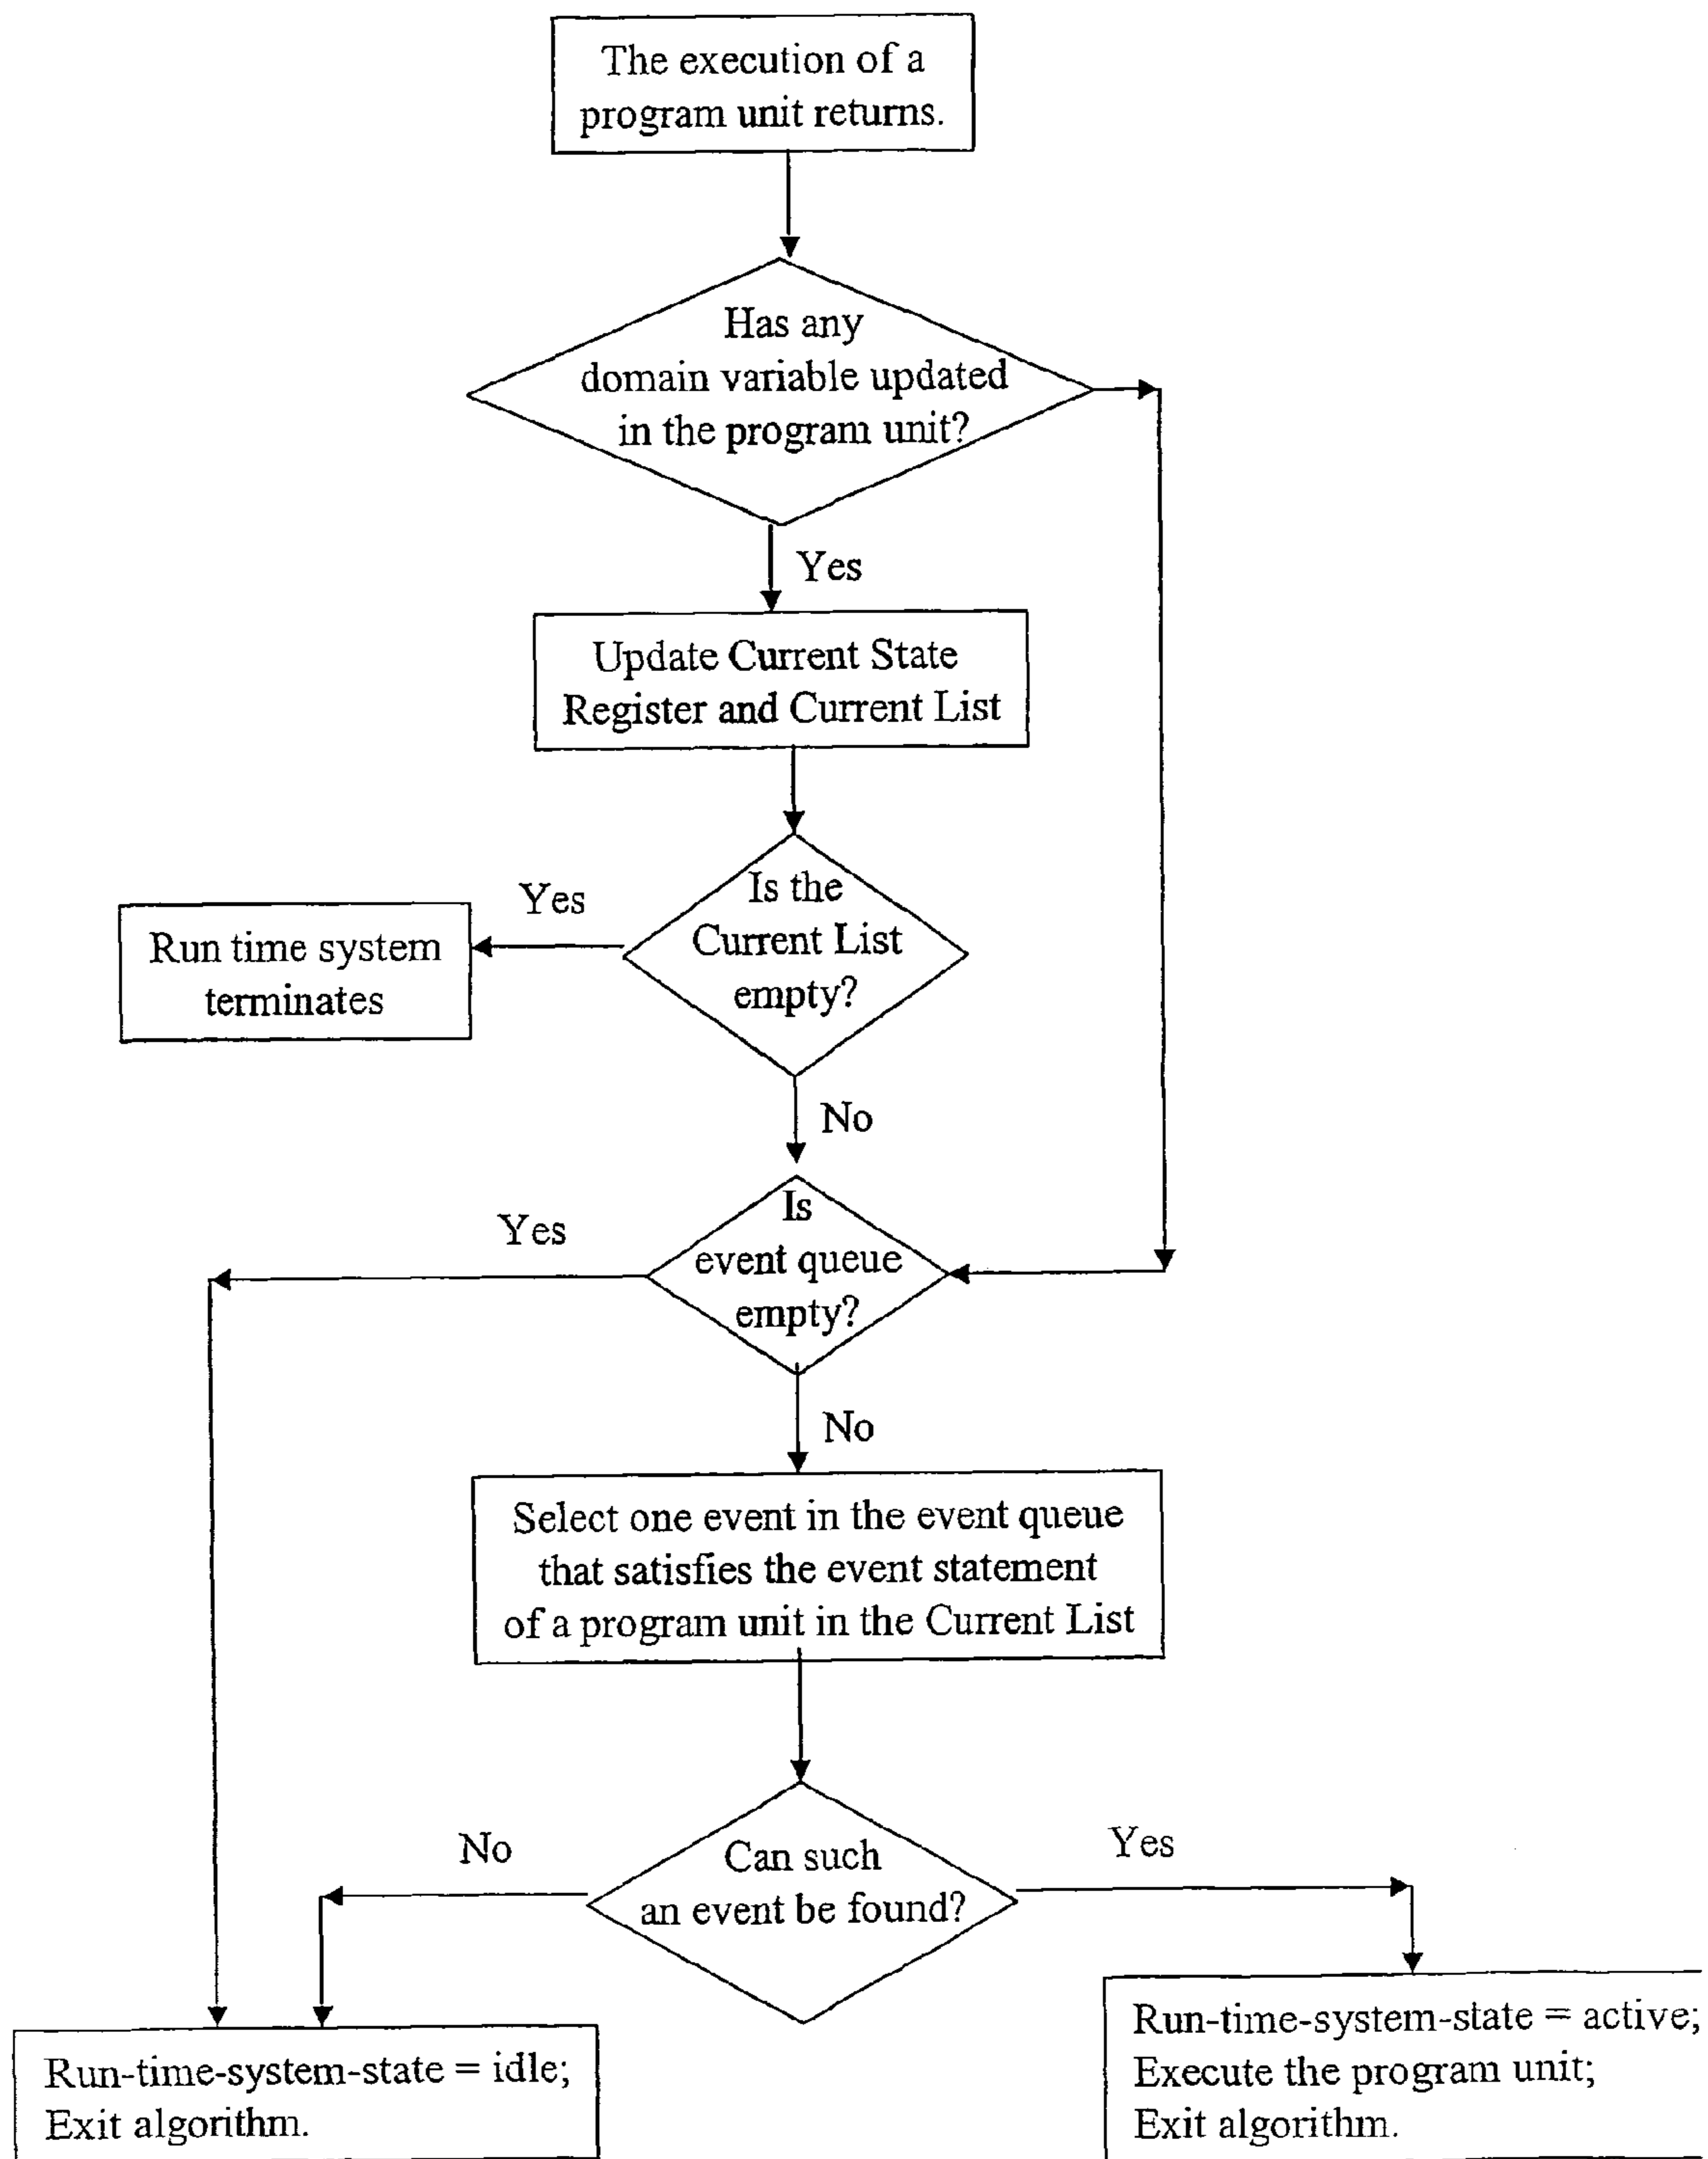 The execution of a
program unit returns.
Has any
domain variable updated
in the program unit?
Yes
Update Current State
Register and Current List
Is the
Current List
empty?
Yes
Run time system
terminates
No
Is
event queue
empty?
Yes
No
Select one event in the event queue
that satisfies the event statement
of a program unit in the Current List
Can such
an event be found?
No
Yes
Run-time-system-state = idle;
Exit algorithm.
Run-time-system-state = active;
Execute the program unit;
Exit algorithm.